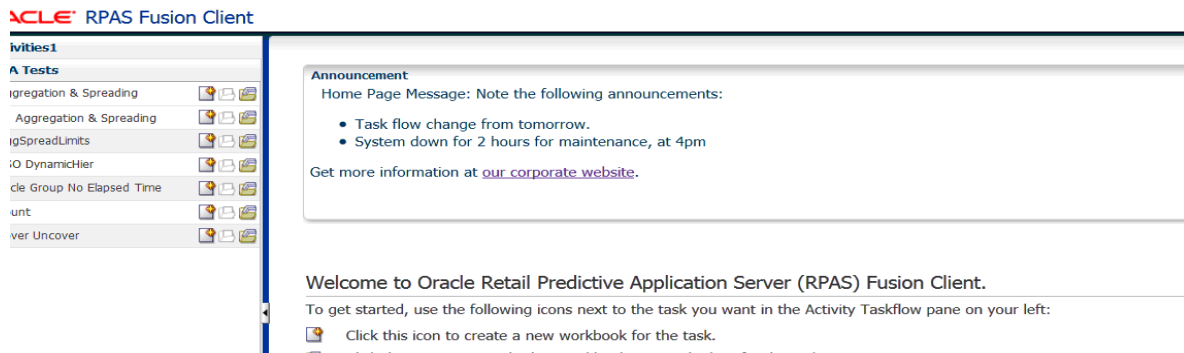 ACLE RPAS Fusion Client
ivities1
A Tests
ggregation & Spreading
Aggregation & Spreading
ggSpreadLimits
SO DynamicHier
cle Group No Elapsed Time
unt
ver Uncover
Announcement
Home Page Message: Note the following announcements:
• Task flow change from tomorrow.
• System down for 2 hours for maintenance, at 4pm
Get more information at our corporate website.
Welcome to Oracle Retail Predictive Application Server (RPAS) Fusion Client.
To get started, use the following icons next to the task you want in the Activity Taskflow pane on your left:
Click this icon to create a new workbook for the task.